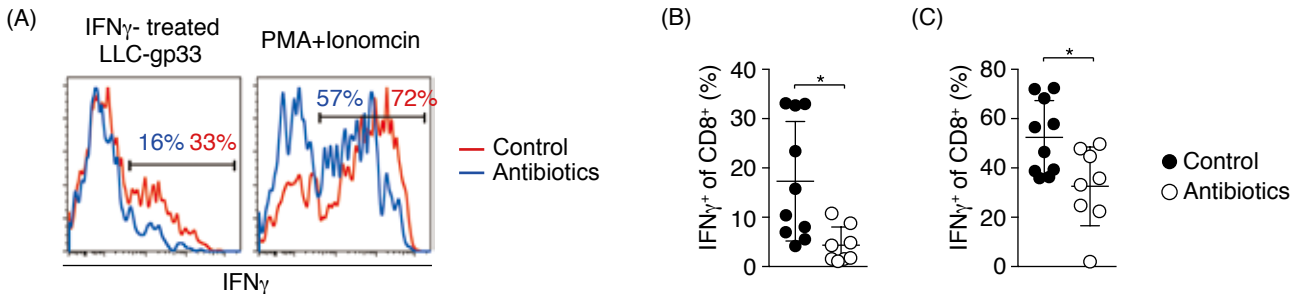 (A)
IFNγ- treated
LLC-gp33
PMA+Ionomcin
16% 33%
57% 72%
Control
Antibiotics
IFNγ
(B)
IFNγ⁺ of CD8⁺ (%)
40
30
20
10
0
*
(C)
IFNγ⁺ of CD8⁺ (%)
80
60
40
20
0
*
Control
Antibiotics